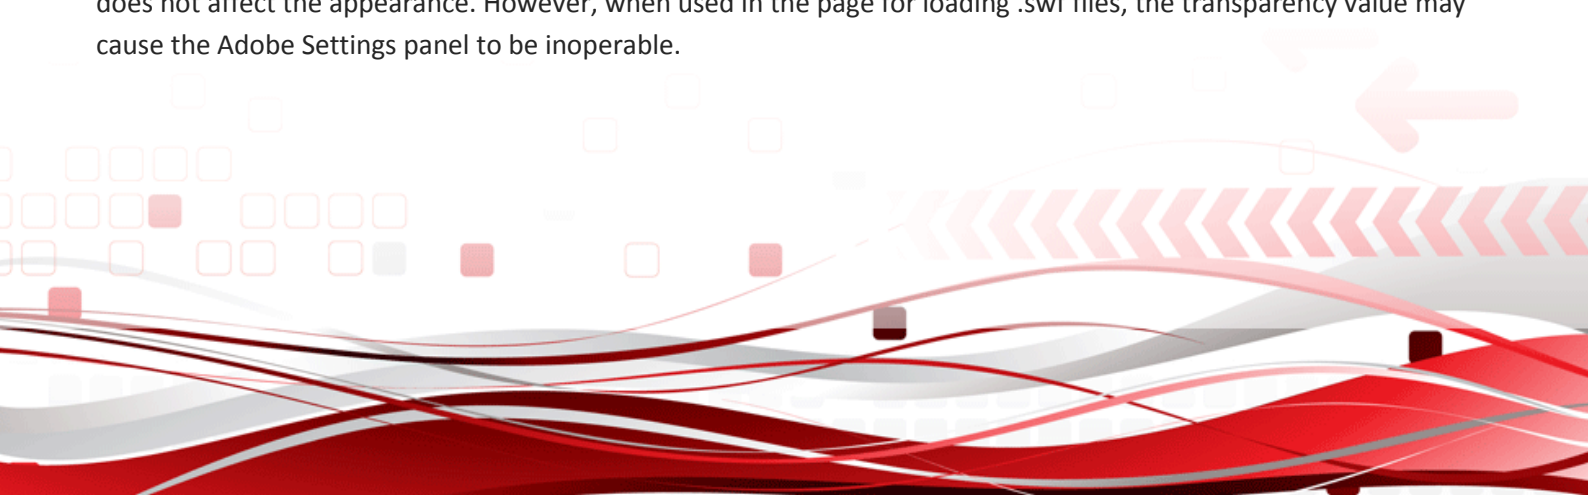 does not affect the appearance. However, when used in the page for loading .swf files, the transparency value may
cause the Adobe Settings panel to be inoperable.